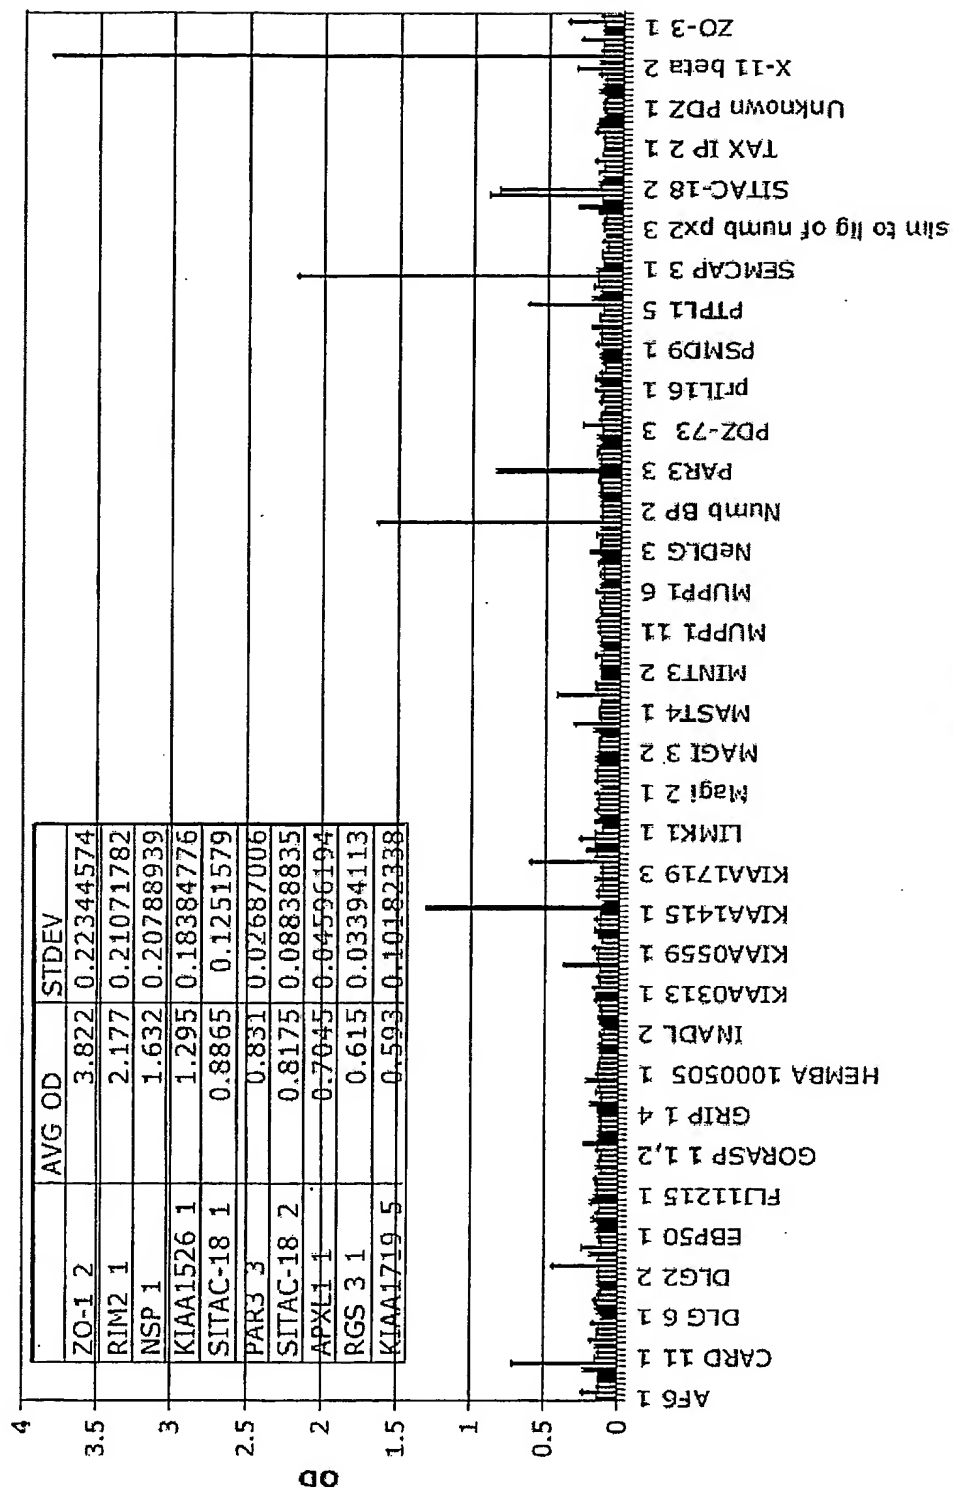 OD
4
3.5
3
2.5
2
1.5
1
0.5
0
AVG OD STDEV
ZO-1 2 3.822 0.22344574
RIM2 1 2.177 0.21071782
NSP 1 1.632 0.20788939
KIAA1526 1 1.295 0.18384776
SITAC-18 1 0.8865 0.1251579
PAR3 3 0.831 0.02687006
SITAC-18 2 0.8175 0.08838835
APXL1 1 0.7045 0.04596194
RGS 3 1 0.615 0.03394113
KIAA1719 5 0.593 0.10182338
AF6 1
CARD 11 1
DLG 6 1
DLG2 2
EBP50 1
FLJ11215 1
GORASP 1 1,2
GRIP 1 4
HEMBA 1000505 1
INADL 2
KIAA0313 1
KIAA0559 1
KIAA1415 1
KIAA1719 3
LIMK1 1
Magi 2 1
MAGI 3 2
MAST4 1
MINT3 2
MUPP1 11
MUPP1 6
NeDLG 3
Numb BP 2
PAR3 3
PDZ-73 3
prIL16 1
PSMD9 1
PTPL1 5
SEMCAP 3 1
sim to lig of numb px2 3
SITAC-18 2
TAX IP 2 1
Unknown PDZ 1
X-11 beta 2
ZO-3 1